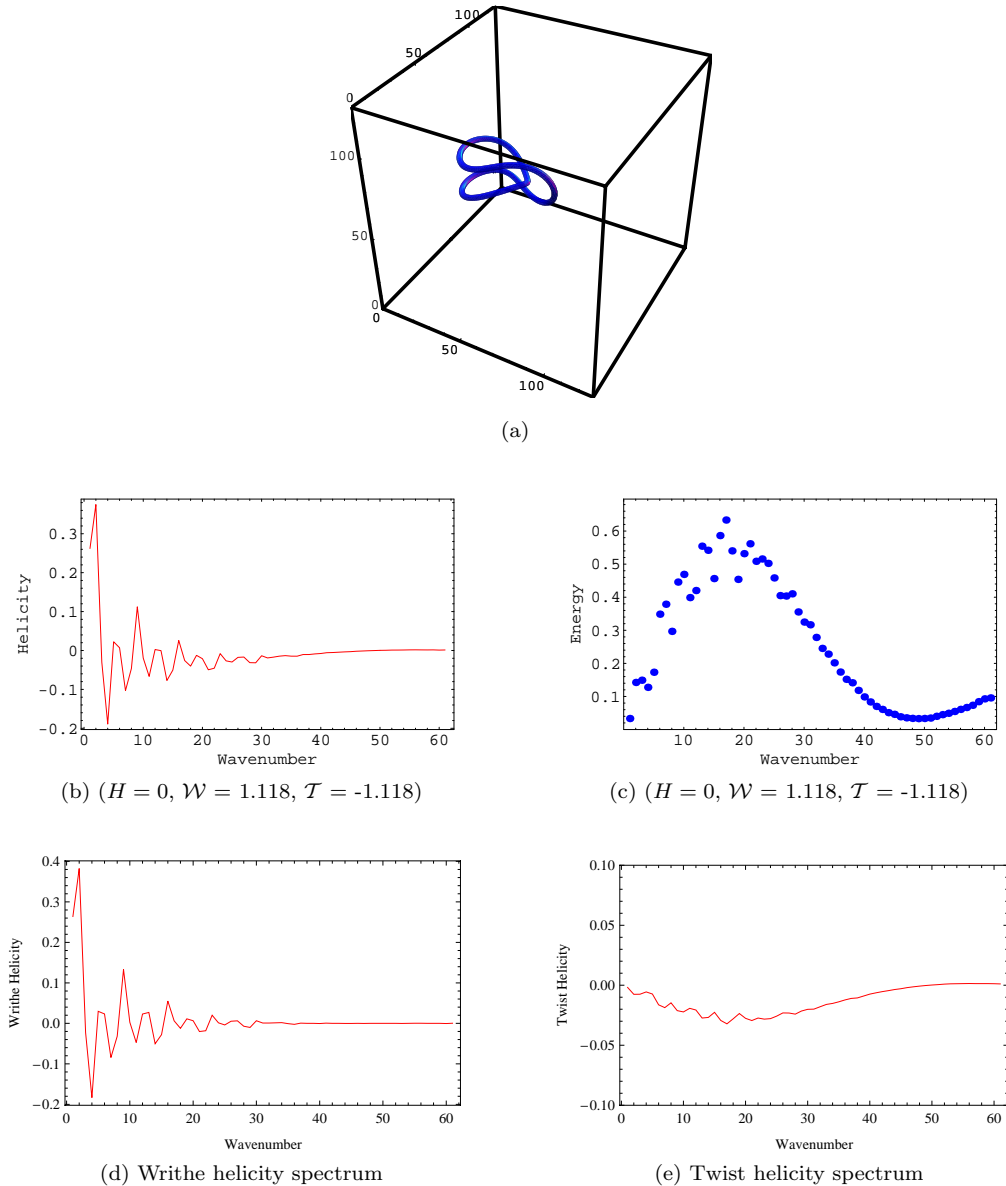 100
50
0
100
50
0
0
50
100
(a)
Helicity
0.3
0.2
0.1
0
-0.1
-0.2
0 10 20 30 40 50 60
Wavenumber
(b) (H = 0, 𝒲 = 1.118, 𝒯 = -1.118)
Energy
0.6
0.5
0.4
0.3
0.2
0.1
10 20 30 40 50 60
Wavenumber
(c) (H = 0, 𝒲 = 1.118, 𝒯 = -1.118)
Writhe Helicity
0.4
0.3
0.2
0.1
0.0
−0.1
−0.2
0 10 20 30 40 50 60
Wavenumber
(d) Writhe helicity spectrum
Twist Helicity
0.10
0.05
0.00
−0.05
−0.10
0 10 20 30 40 50 60
Wavenumber
(e) Twist helicity spectrum